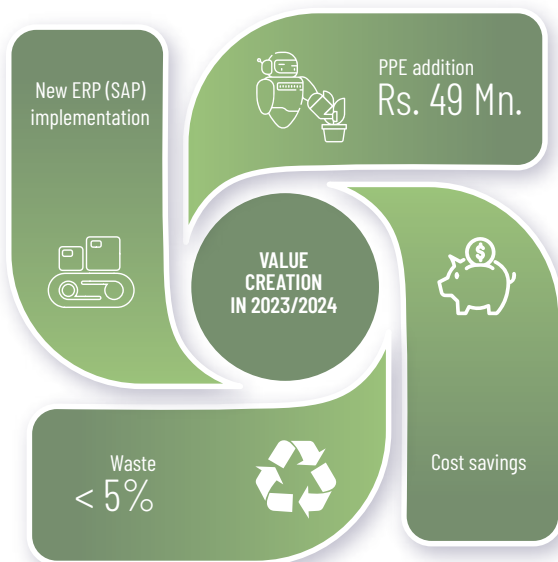 New ERP (SAP)
implementation
PPE addition
Rs. 49 Mn.
VALUE
CREATION
IN 2023/2024
$
Waste
< 5%
Cost savings